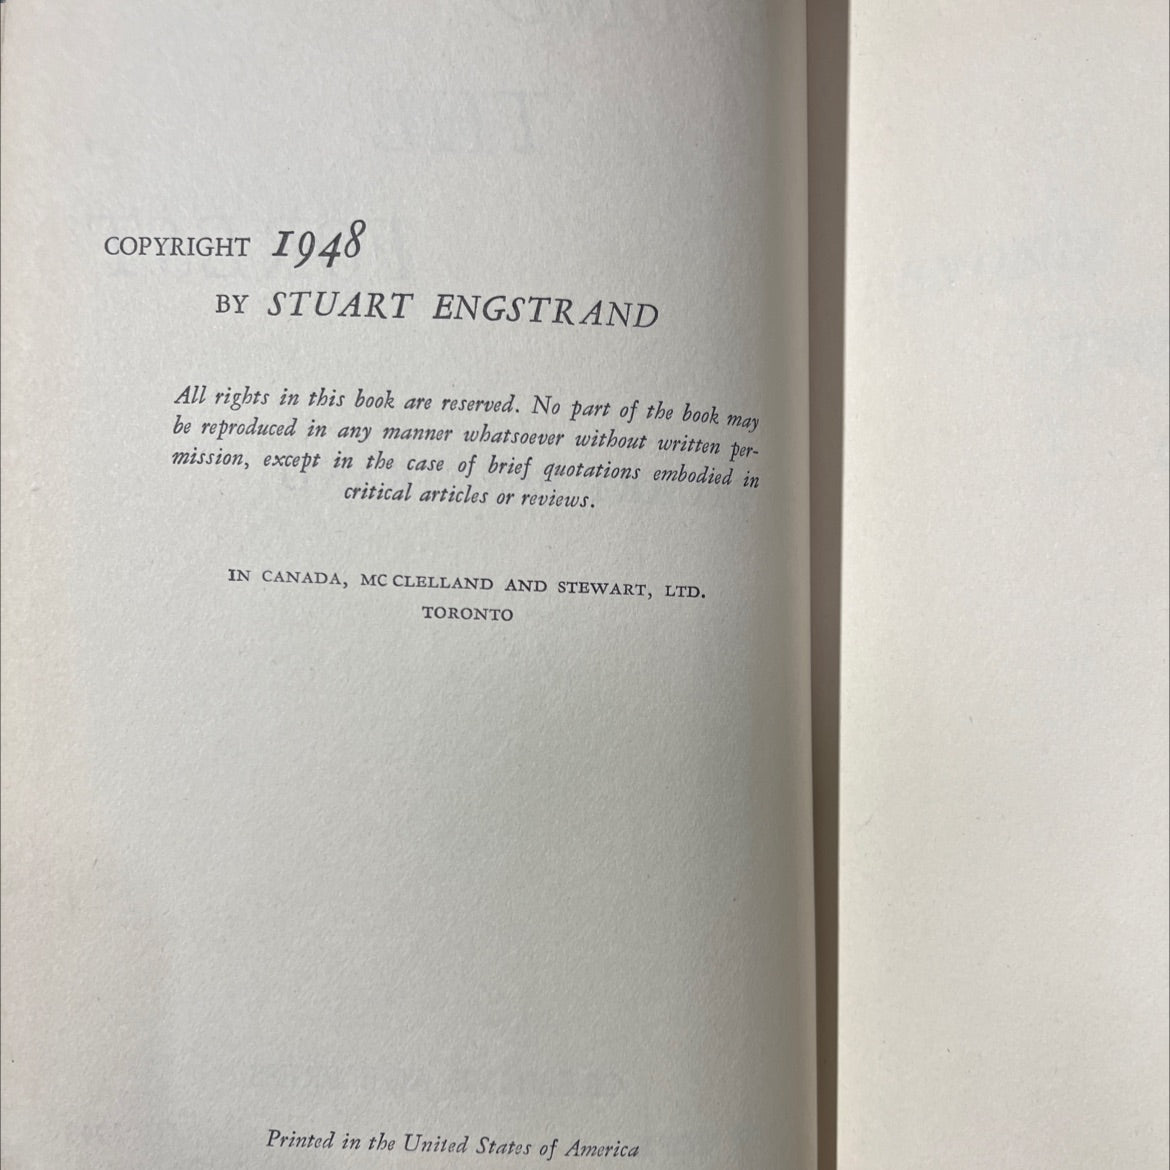 COPYRIGHT 1948
BY STUART ENGSTRAND
All rights in this book are reserved. No part of the book may
be reproduced in any manner whatsoever without written per-
mission, except in the case of brief quotations embodied in
critical articles or reviews.
IN CANADA, MC CLELLAND AND STEWART, LTD.
TORONTO
Printed in the United States of America